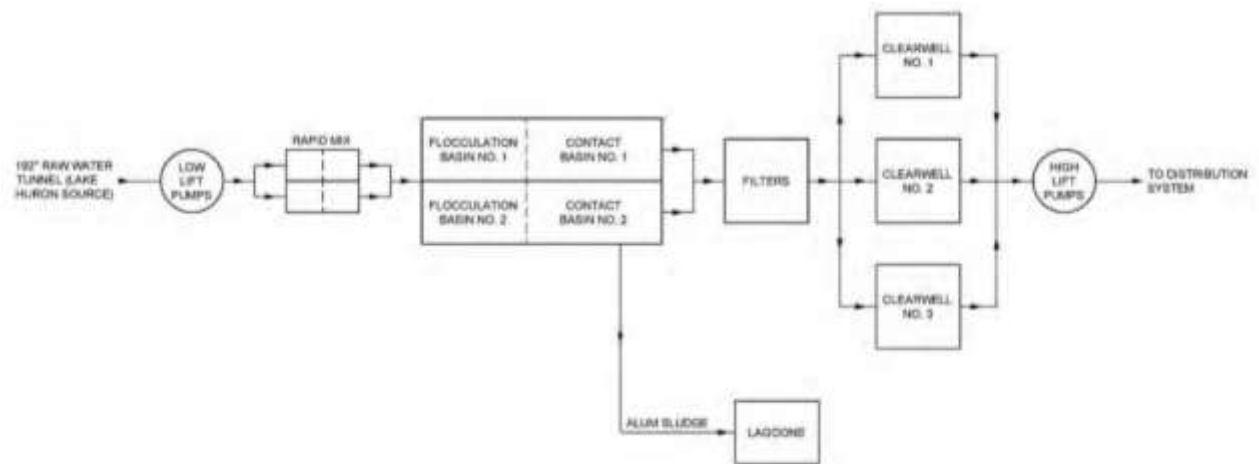 192" RAW WATER
TUNNEL (LAKE
HURON SOURCE)
LOW
LIFT
PUMPS
RAPID MIX
FLOCCULATION
BASIN NO. 1
CONTACT
BASIN NO. 1
FLOCCULATION
BASIN NO. 2
CONTACT
BASIN NO. 2
FILTERS
CLEARWELL
NO. 1
CLEARWELL
NO. 2
CLEARWELL
NO. 3
HIGH
LIFT
PUMPS
TO DISTRIBUTION
SYSTEM
ALUM SLUDGE
LAGOONS